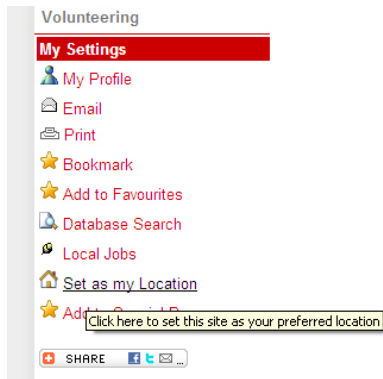 Volunteering
My Settings
My Profile
Email
Print
Bookmark
Add to Favourites
Database Search
Local Jobs
Set as my Location
Click here to set this site as your preferred location
SHARE